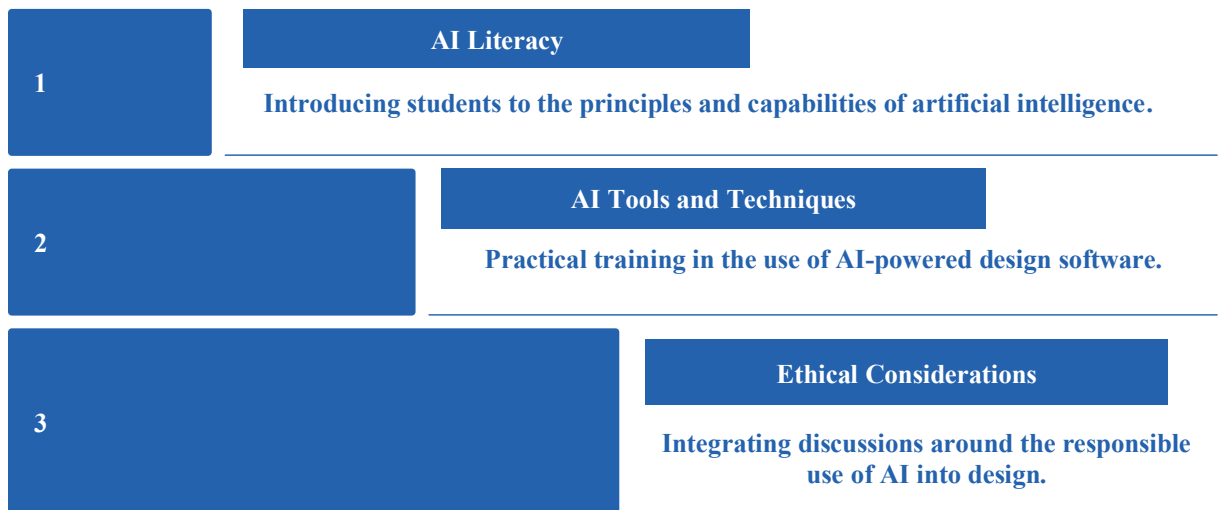 1
AI Literacy
Introducing students to the principles and capabilities of artificial intelligence.
2
AI Tools and Techniques
Practical training in the use of AI-powered design software.
3
Ethical Considerations
Integrating discussions around the responsible
use of AI into design.